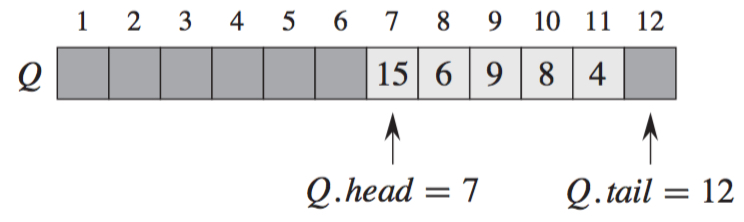 1 2 3 4 5 6 7 8 9 10 11 12
Q 15 6 9 8 4
Q.head = 7 Q.tail = 12